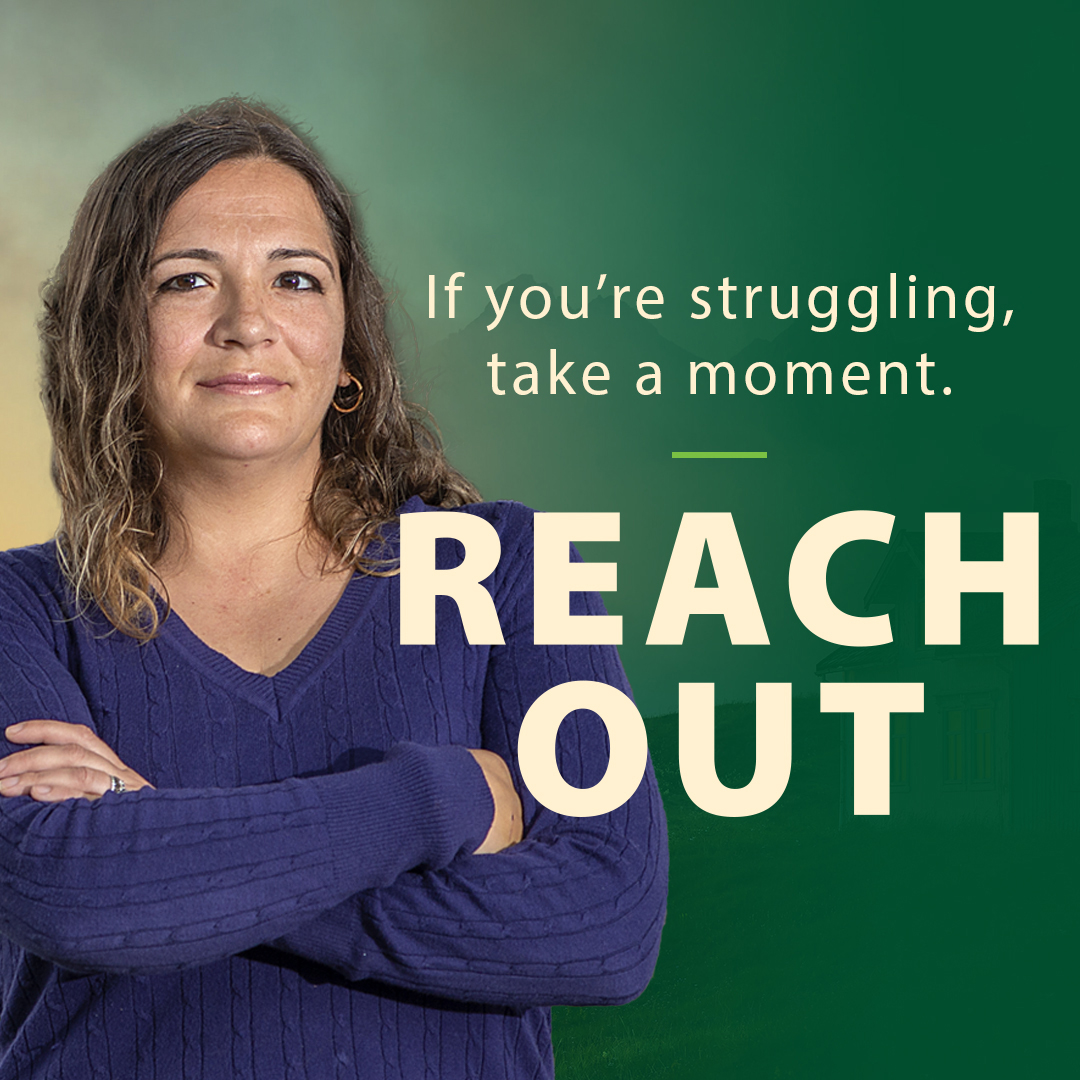 If you’re struggling,
take a moment.
REACH
OUT